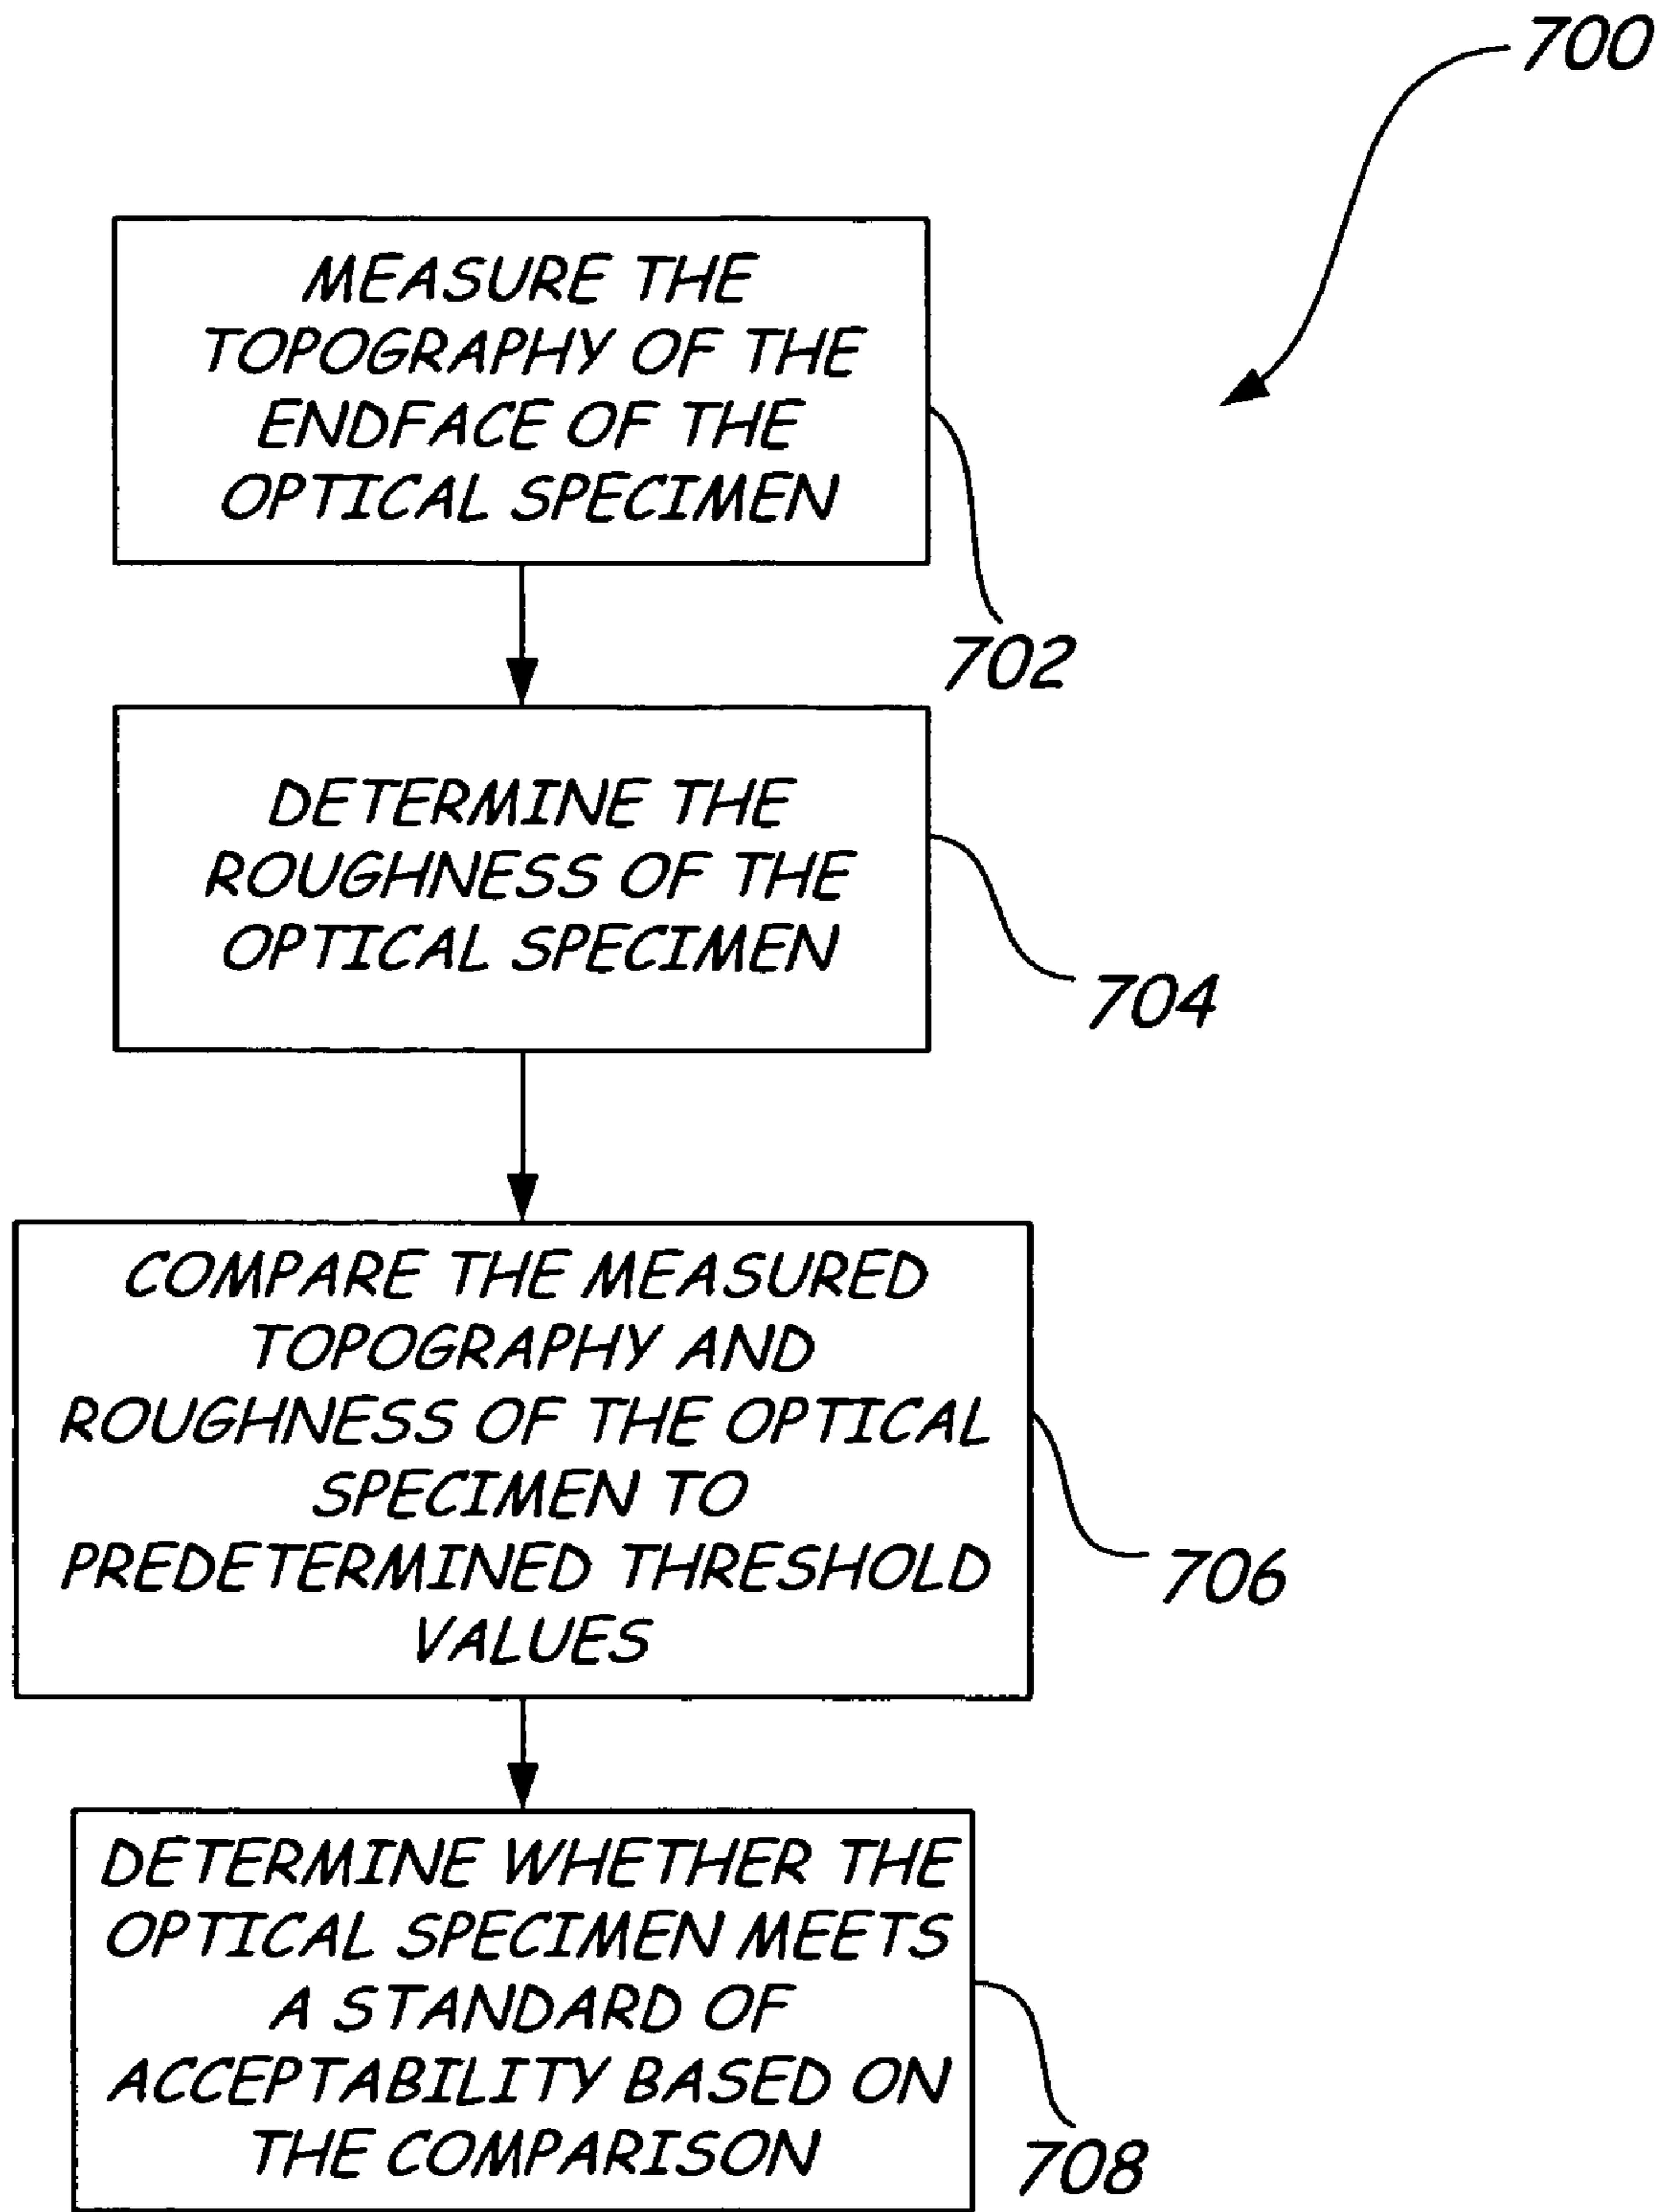 700
MEASURE THE
TOPOGRAPHY OF THE
ENDFACE OF THE
OPTICAL SPECIMEN
702
DETERMINE THE
ROUGHNESS OF THE
OPTICAL SPECIMEN
704
COMPARE THE MEASURED
TOPOGRAPHY AND
ROUGHNESS OF THE OPTICAL
SPECIMEN TO
PREDETERMINED THRESHOLD
VALUES
706
DETERMINE WHETHER THE
OPTICAL SPECIMEN MEETS
A STANDARD OF
ACCEPTABILITY BASED ON
THE COMPARISON
708